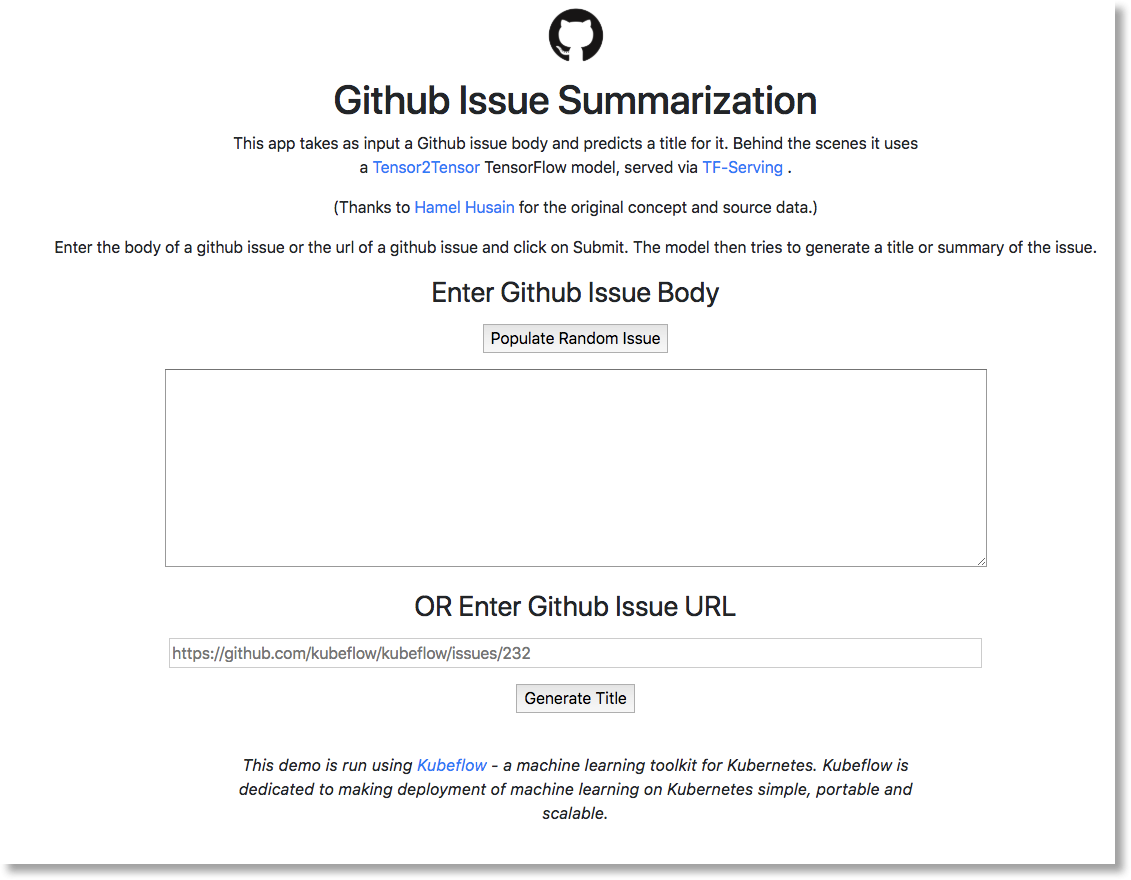 Github Issue Summarization
This app takes as input a Github issue body and predicts a title for it. Behind the scenes it uses
a Tensor2Tensor TensorFlow model, served via TF-Serving .
(Thanks to Hamel Husain for the original concept and source data.)
Enter the body of a github issue or the url of a github issue and click on Submit. The model then tries to generate a title or summary of the issue.
Enter Github Issue Body
Populate Random Issue
OR Enter Github Issue URL
https://github.com/kubeflow/kubeflow/issues/232
Generate Title
This demo is run using Kubeflow - a machine learning toolkit for Kubernetes. Kubeflow is
dedicated to making deployment of machine learning on Kubernetes simple, portable and
scalable.